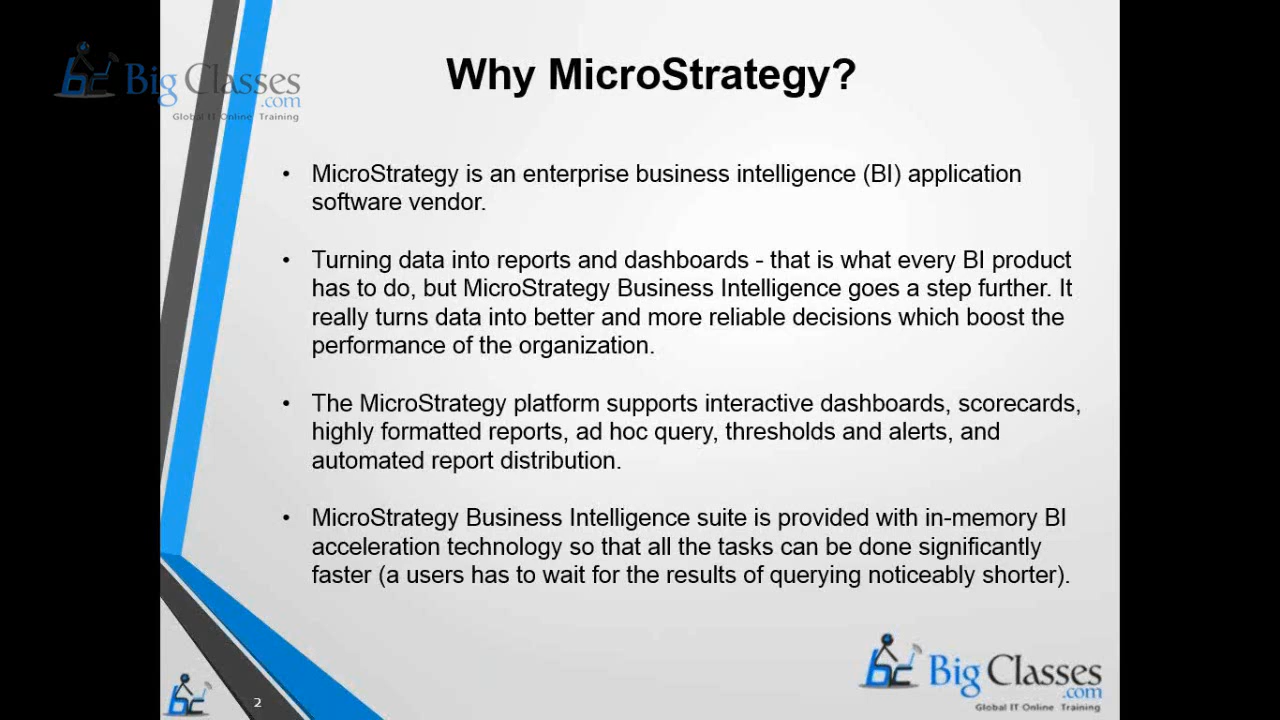 Big Classes
.com
Global IT Online Training
Why MicroStrategy?
• MicroStrategy is an enterprise business intelligence (BI) application
software vendor.
• Turning data into reports and dashboards - that is what every BI product
has to do, but MicroStrategy Business Intelligence goes a step further. It
really turns data into better and more reliable decisions which boost the
performance of the organization.
• The MicroStrategy platform supports interactive dashboards, scorecards,
highly formatted reports, ad hoc query, thresholds and alerts, and
automated report distribution.
• MicroStrategy Business Intelligence suite is provided with in-memory BI
acceleration technology so that all the tasks can be done significantly
faster (a users has to wait for the results of querying noticeably shorter).
bc Big Classes
.com
Global IT Online Training
2